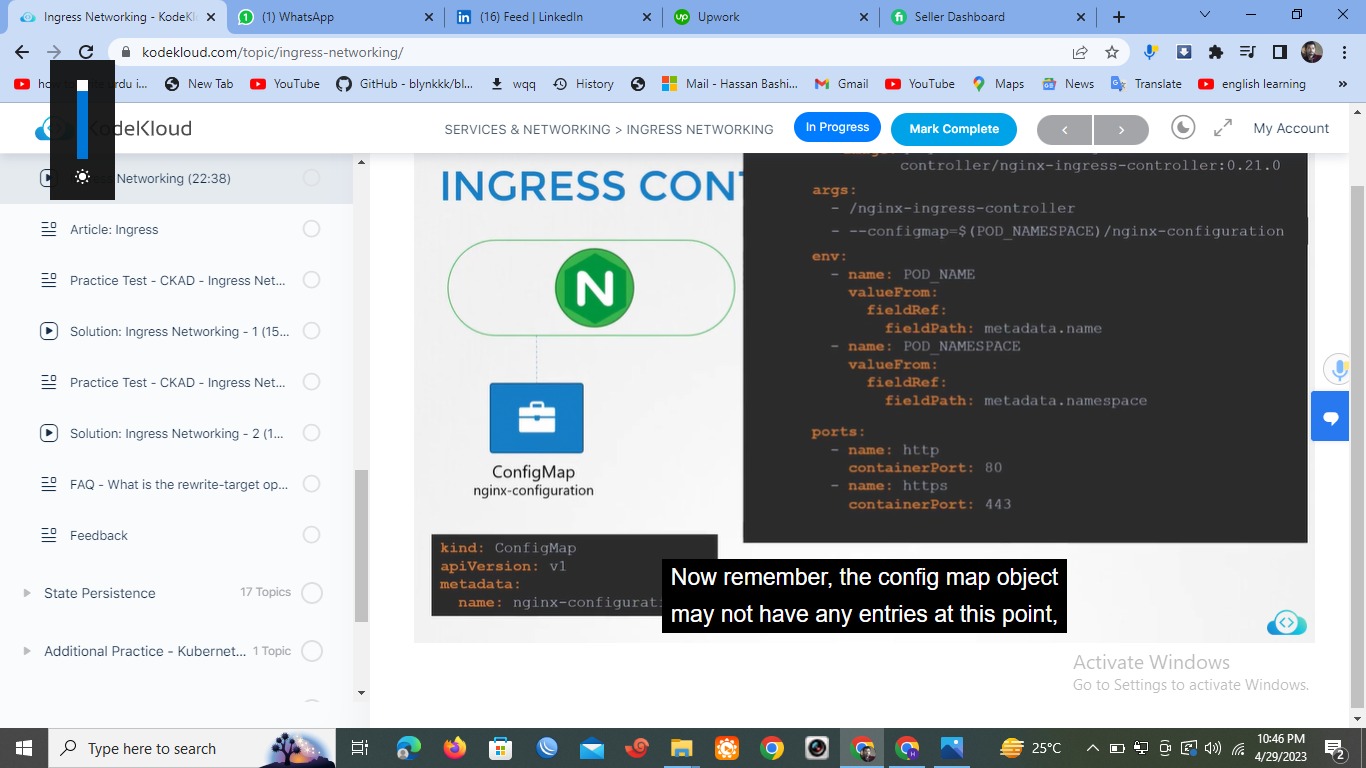 Ingress Networking - Kode
(1) WhatsApp
(16) Feed | LinkedIn
Upwork
Seller Dashboard
kodekloud.com/topic/ingress-networking/
urdu i...
New Tab
YouTube
GitHub - blynkkk/bl...
wqq
History
Mail - Hassan Bashi...
Gmail
YouTube
Maps
News
Translate
english learning
KodeKloud
SERVICES & NETWORKING > INGRESS NETWORKING
In Progress
Mark Complete
My Account
Networking (22:38)
Article: Ingress
Practice Test - CKAD - Ingress Net...
Solution: Ingress Networking - 1 (15...
Practice Test - CKAD - Ingress Net...
Solution: Ingress Networking - 2 (1...
FAQ - What is the rewrite-target op...
Feedback
State Persistence
17 Topics
Additional Practice - Kubernet...
1 Topic
INGRESS CONT
N
ConfigMap
nginx-configuration
kind: ConfigMap
apiVersion: v1
metadata:
name: nginx-configurati
controller/nginx-ingress-controller:0.21.0
args:
- /nginx-ingress-controller
- --configmap=$(POD_NAMESPACE)/nginx-configuration
env:
- name: POD_NAME
valueFrom:
fieldRef:
fieldPath: metadata.name
- name: POD_NAMESPACE
valueFrom:
fieldRef:
fieldPath: metadata.namespace
ports:
- name: http
containerPort: 80
- name: https
containerPort: 443
Now remember, the config map object
may not have any entries at this point,
Activate Windows
Go to Settings to activate Windows.
Type here to search
25°C
10:46 PM
4/29/2023
2